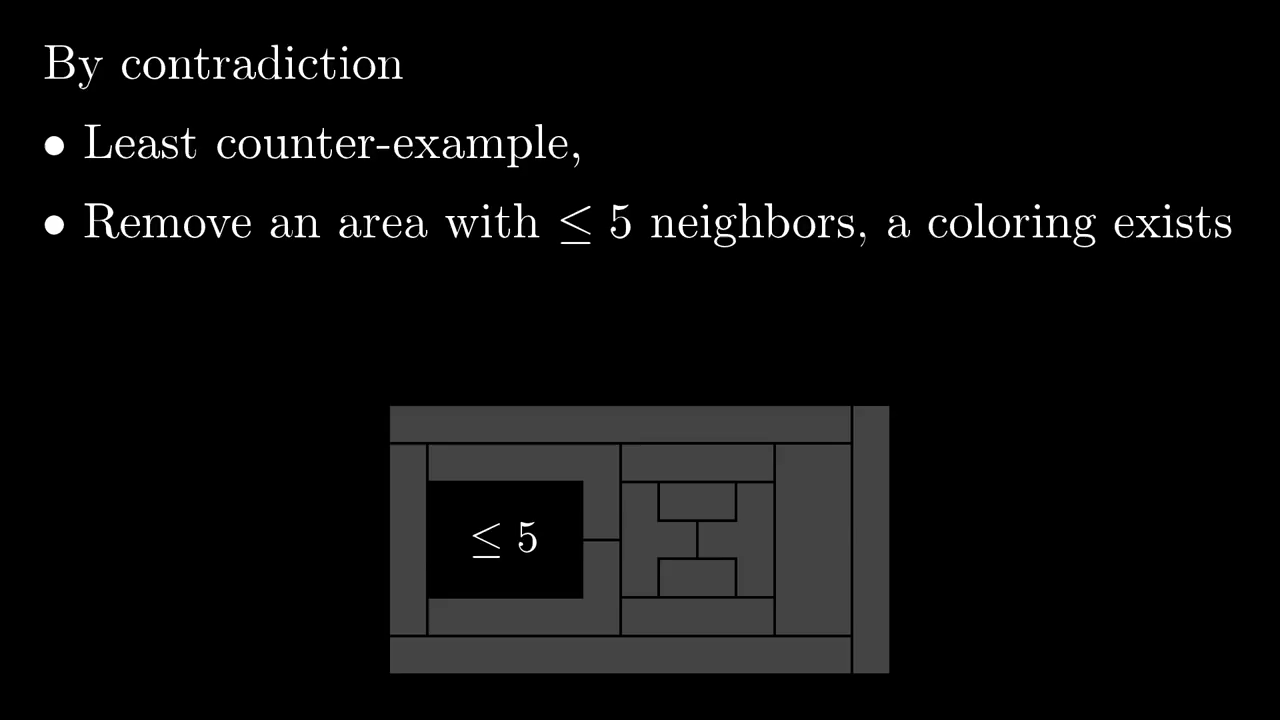 By contradiction
• Least counter-example,
• Remove an area with ≤ 5 neighbors, a coloring exists
≤ 5